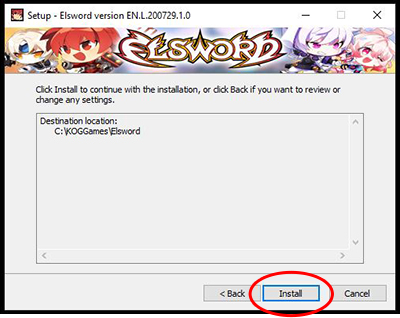 Setup - Elsword version EN.L.200729.1.0
ELSWORD
Click Install to continue with the installation, or click Back if you want to review or
change any settings.
Destination location:
C:\KOGGames\Elsword
< Back
Install
Cancel